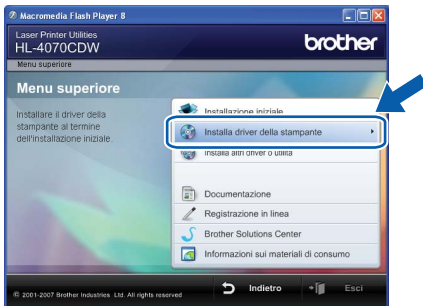 Macromedia Flash Player 8
Laser Printer Utilities
HL-4070CDW
brother
Menu superiore
Menu superiore
Installare il driver della
stampante al termine
dell'installazione iniziale.
Installazione iniziale
Installa driver della stampante
Installa altri driver o utilità
Documentazione
Registrazione in linea
Brother Solutions Center
Informazioni sui materiali di consumo
© 2001-2007 Brother Industries Ltd. All rights reserved
Indietro
Esci